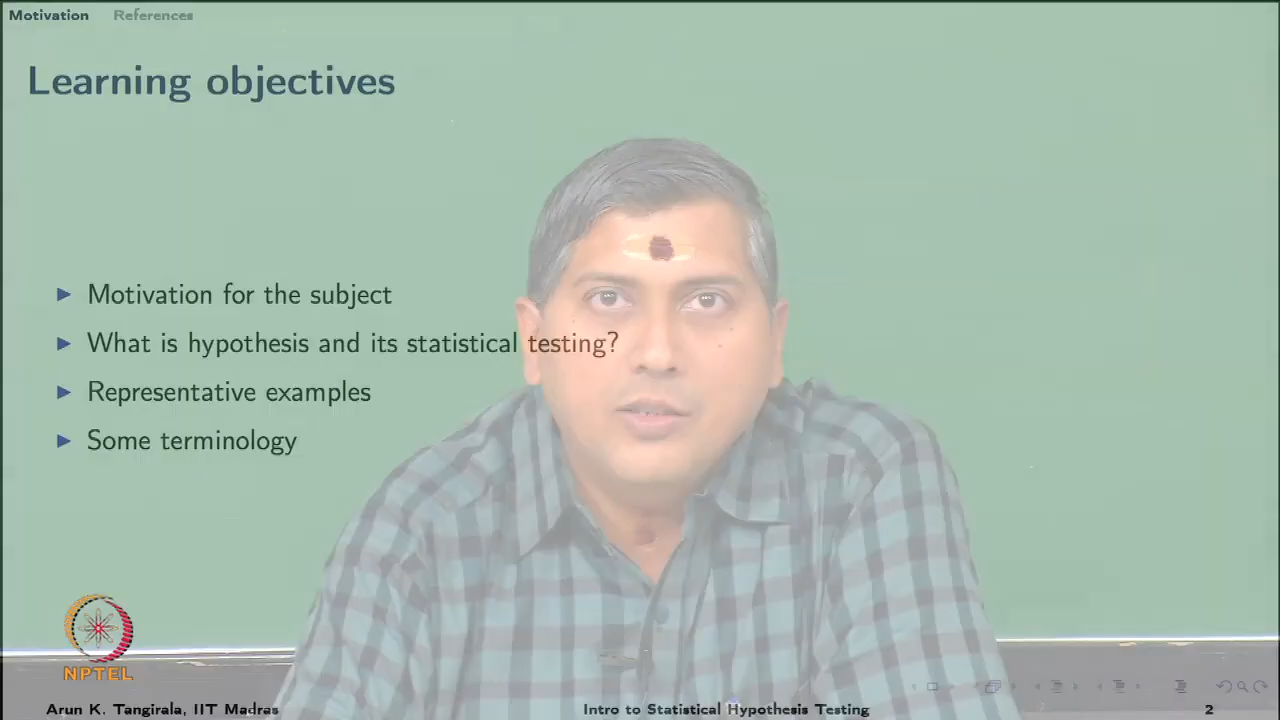 Motivation References
Learning objectives
Motivation for the subject
What is hypothesis and its statistical testing?
Representative examples
Some terminology
NPTEL
Arun K. Tangirala, IIT Madras Intro to Statistical Hypothesis Testing 2